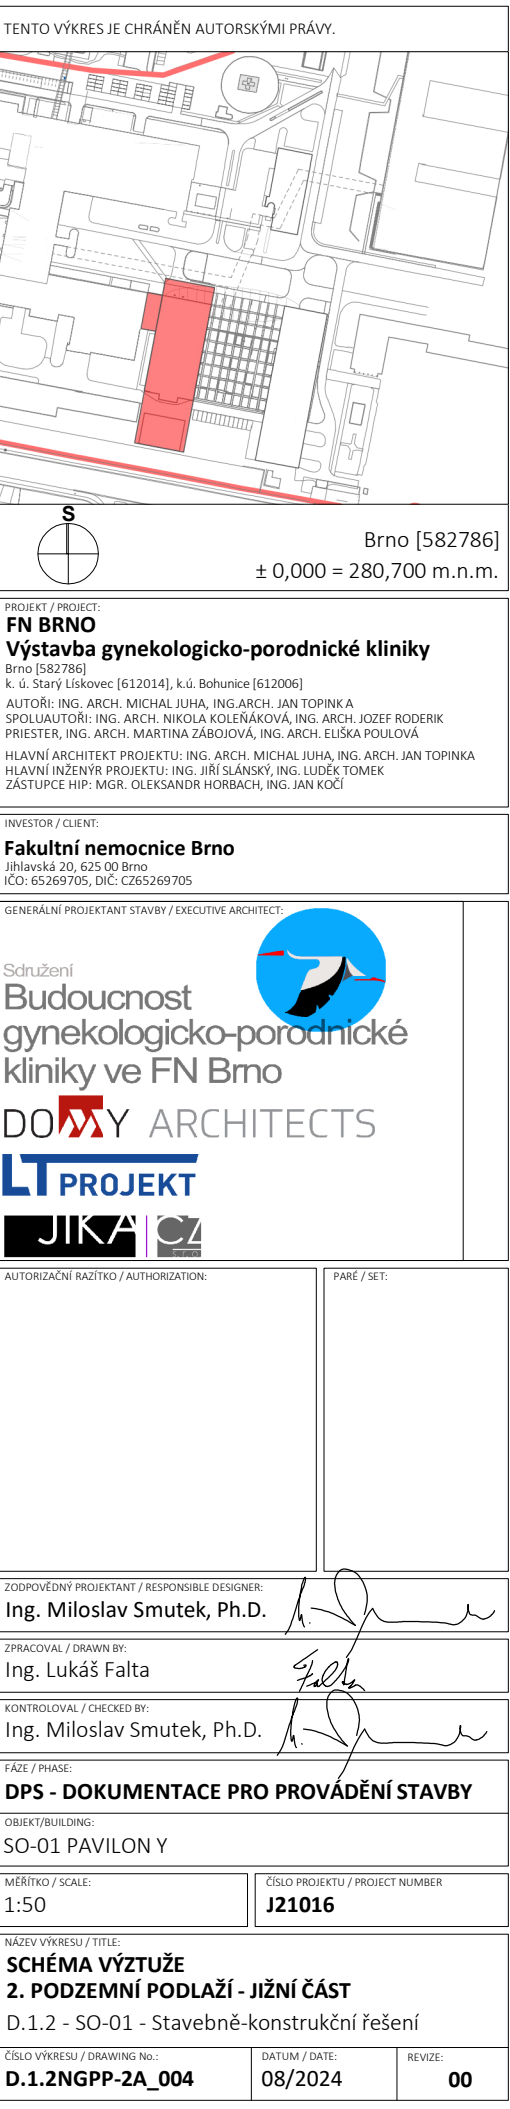 TENTO VÝKRES JE CHRÁNĚN AUTORSKÝMI PRÁVY.
S
Brno [582786]
± 0,000 = 280,700 m.n.m.
PROJEKT / PROJECT:
FN BRNO
Výstavba gynekologicko-porodnické kliniky
Brno [582786]
k. ú. Starý Lískovec [612014], k.ú. Bohunice [612006]
AUTOŘI: ING. ARCH. MICHAL JUHA, ING.ARCH. JAN TOPINKA
SPOLUAUTOŘI: ING. ARCH. NIKOLA KOLEŇÁKOVÁ, ING. ARCH. JOZEF RODERIK
PRIESTER, ING. ARCH. MARTINA ZÁBOJOVÁ, ING. ARCH. ELIŠKA POULOVÁ
HLAVNÍ ARCHITEKT PROJEKTU: ING. ARCH. MICHAL JUHA, ING. ARCH. JAN TOPINKA
HLAVNÍ INŽENÝR PROJEKTU: ING. JIŘÍ SLÁNSKÝ, ING. LUDĚK TOMEK
ZÁSTUPCE HIP: MGR. OLEKSANDR HORBACH, ING. JAN KOČÍ
INVESTOR / CLIENT:
Fakultní nemocnice Brno
Jihlavská 20, 625 00 Brno
IČO: 65269705, DIČ: CZ65269705
GENERÁLNÍ PROJEKTANT STAVBY / EXECUTIVE ARCHITECT:
Sdružení
Budoucnost
gynekologicko-porodnické
kliniky ve FN Brno
DOMY ARCHITECTS
LT PROJEKT
JIKA CZ
s.r.o.
AUTORIZAČNÍ RAZÍTKO / AUTHORIZATION:
PARÉ / SET:
ZODPOVĚDNÝ PROJEKTANT / RESPONSIBLE DESIGNER:
Ing. Miloslav Smutek, Ph.D.
ZPRACOVAL / DRAWN BY:
Ing. Lukáš Falta
Falta
KONTROLOVAL / CHECKED BY:
Ing. Miloslav Smutek, Ph.D.
FÁZE / PHASE:
DPS - DOKUMENTACE PRO PROVÁDĚNÍ STAVBY
OBJEKT/BUILDING:
SO-01 PAVILON Y
MĚŘÍTKO / SCALE:
1:50
ČÍSLO PROJEKTU / PROJECT NUMBER
J21016
NÁZEV VÝKRESU / TITLE:
SCHÉMA VÝZTUŽE
2. PODZEMNÍ PODLAŽÍ - JIŽNÍ ČÁST
D.1.2 - SO-01 - Stavebně-konstrukční řešení
ČÍSLO VÝKRESU / DRAWING No.:
D.1.2NGPP-2A_004
DATUM / DATE:
08/2024
REVIZE:
00